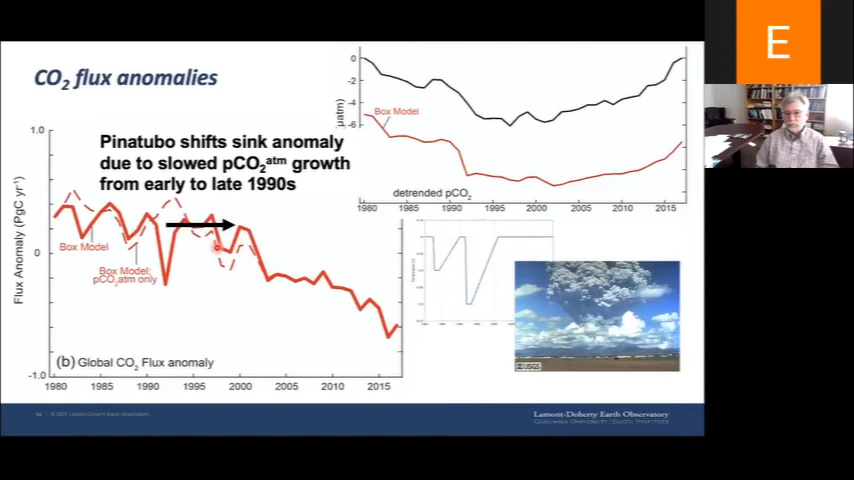 CO2 flux anomalies
Pinatubo shifts sink anomaly
due to slowed pCO2atm growth
from early to late 1990s
1.0
0
-1.0
Flux Anomaly (PgC yr-1)
Box Model
Box Model:
pCO2atm only
(b) Global CO2 Flux anomaly
1980 1985 1990 1995 2000 2005 2010 2015
0
-2
-4
-6
Box Model
detrended pCO2
1980 1985 1990 1995 2000 2005 2010 2015
USGS
Lamont-Doherty Earth Observatory
Columbia University | Earth Institute
E